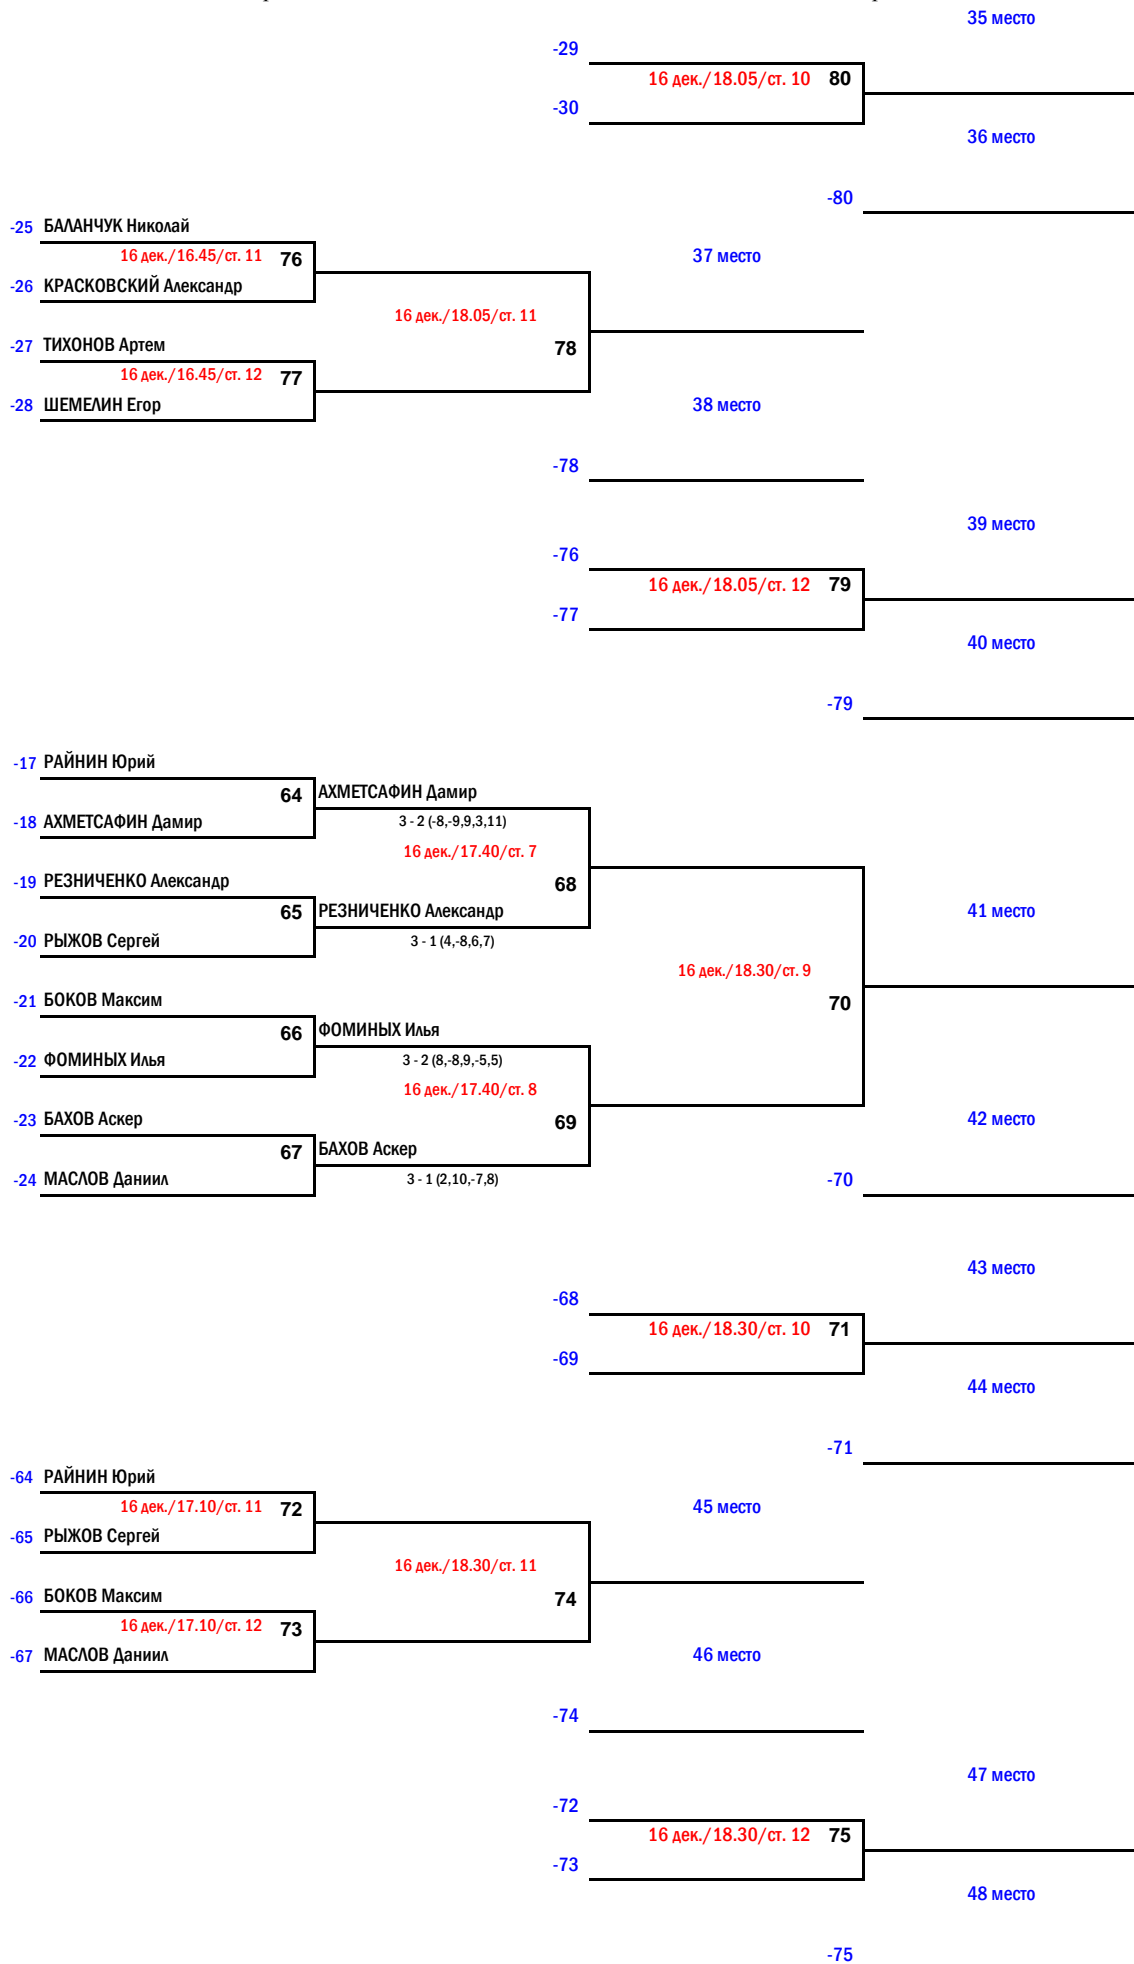 35 место
-29
16 дек./18.05/ст. 10 80
-30
36 место
-80
-25 БАЛАНЧУК Николай
16 дек./16.45/ст. 11 76
37 место
-26 КРАСКОВСКИЙ Александр
16 дек./18.05/ст. 11
-27 ТИХОНОВ Артем
78
16 дек./16.45/ст. 12 77
-28 ШЕМЕЛИН Егор
38 место
-78
39 место
-76
16 дек./18.05/ст. 12 79
-77
40 место
-79
-17 РАЙНИН Юрий
64 АХМЕТСАФИН Дамир
-18 АХМЕТСАФИН Дамир
3 - 2 (-8,-9,9,3,11)
16 дек./17.40/ст. 7
-19 РЕЗНИЧЕНКО Александр
68
65 РЕЗНИЧЕНКО Александр
41 место
-20 РЫЖОВ Сергей
3 - 1 (4,-8,6,7)
16 дек./18.30/ст. 9
-21 БОКОВ Максим
70
66 ФОМИНЫХ Илья
-22 ФОМИНЫХ Илья
3 - 2 (8,-8,9,-5,5)
16 дек./17.40/ст. 8
-23 БАХОВ Аскер
69
42 место
67 БАХОВ Аскер
-24 МАСЛОВ Даниил
3 - 1 (2,10,-7,8)
-70
43 место
-68
16 дек./18.30/ст. 10 71
-69
44 место
-71
-64 РАЙНИН Юрий
16 дек./17.10/ст. 11 72
45 место
-65 РЫЖОВ Сергей
16 дек./18.30/ст. 11
-66 БОКОВ Максим
74
16 дек./17.10/ст. 12 73
-67 МАСЛОВ Даниил
46 место
-74
47 место
-72
16 дек./18.30/ст. 12 75
-73
48 место
-75